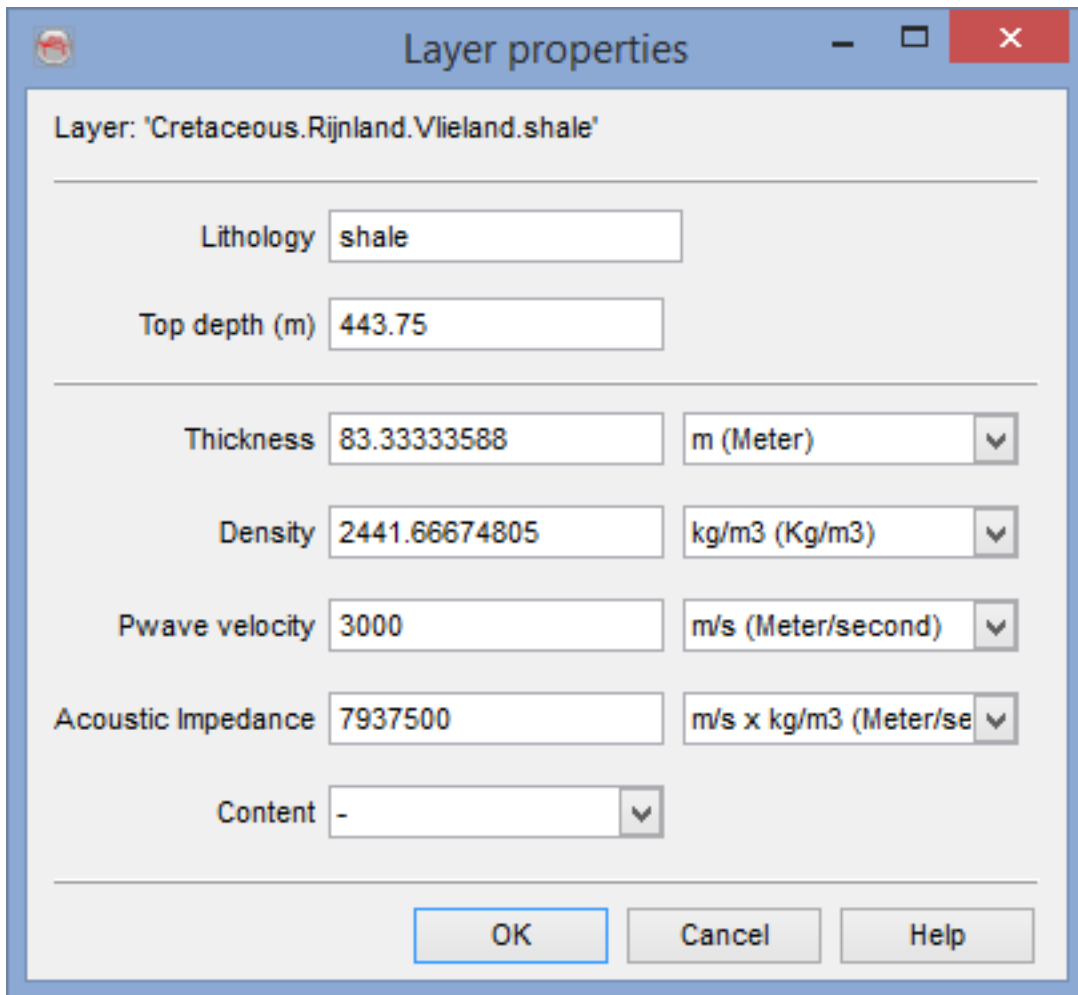 Layer properties
Layer: 'Cretaceous.Rijnland.Vlieland.shale'
Lithology shale
Top depth (m) 443.75
Thickness 83.33333588 m (Meter)
Density 2441.66674805 kg/m3 (Kg/m3)
Pwave velocity 3000 m/s (Meter/second)
Acoustic Impedance 7937500 m/s x kg/m3 (Meter/se
Content -
OK Cancel Help